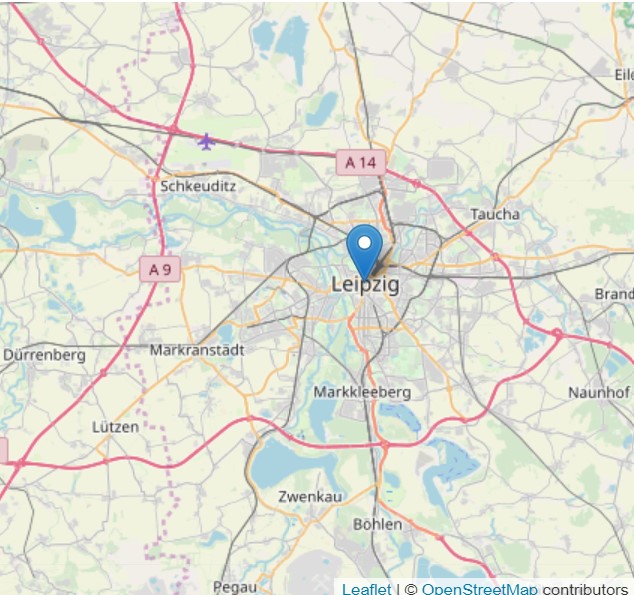 Eile
A 14
Schkeuditz
Taucha
A 9
Leipzig
Brand
Dürrenberg
Markranstädt
Markkleeberg
Naunhof
Lützen
Zwenkau
Böhlen
Pegau
Leaflet | © OpenStreetMap contributors